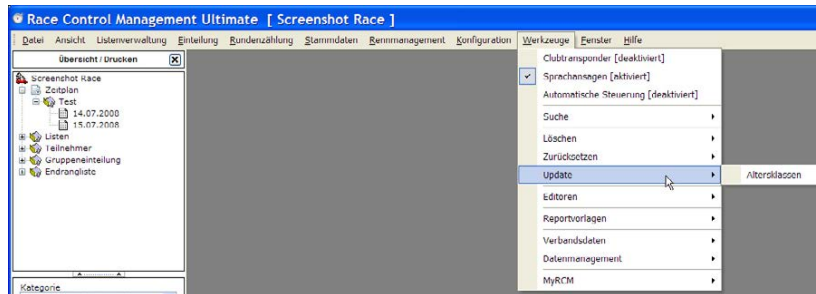 Race Control Management Ultimate [ Screenshot Race ]
Datei Ansicht Listenverwaltung Einteilung Rundenzählung Stammdaten Rennmanagement Konfiguration Werkzeuge Fenster Hilfe
Übersicht / Drucken
Screenshot Race
Zeitplan
Test
14.07.2008
15.07.2008
Listen
Teilnehmer
Gruppeneinteilung
Endrangliste
Kategorie
Clubtransponder [deaktiviert]
Sprachansagen [aktiviert]
Automatische Steuerung [deaktiviert]
Suche
Löschen
Zurücksetzen
Update
Altersklassen
Editoren
Reportvorlagen
Verbandsdaten
Datenmanagement
MyRCM